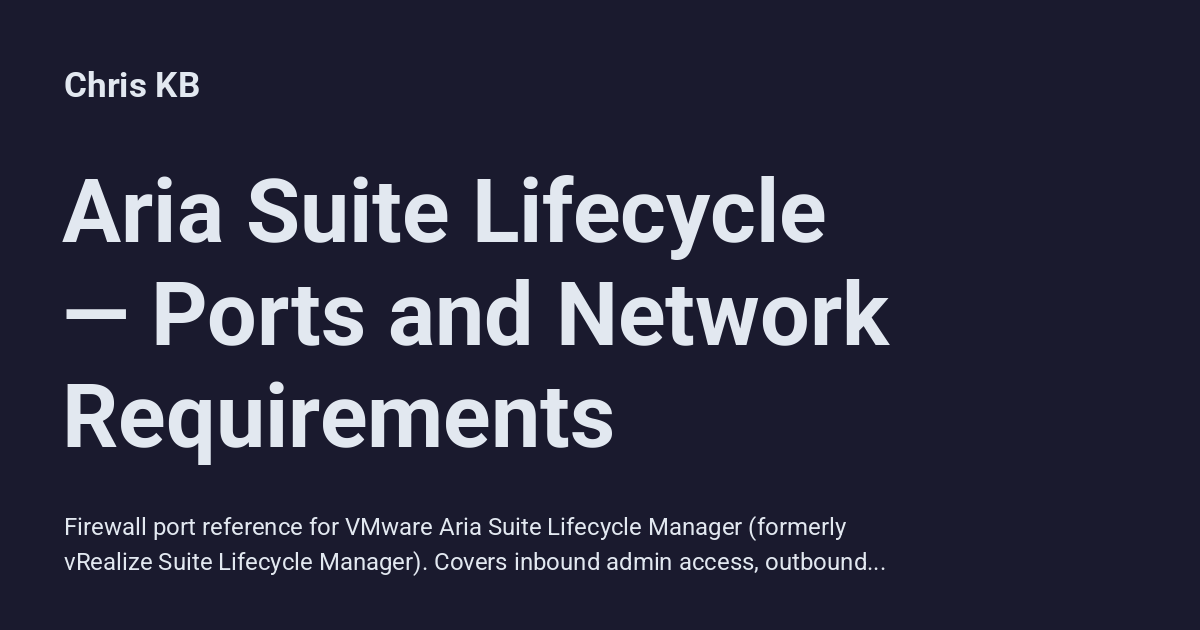 Chris KB
Aria Suite Lifecycle
— Ports and Network
Requirements
Firewall port reference for VMware Aria Suite Lifecycle Manager (formerly
vRealize Suite Lifecycle Manager). Covers inbound admin access, outbound...